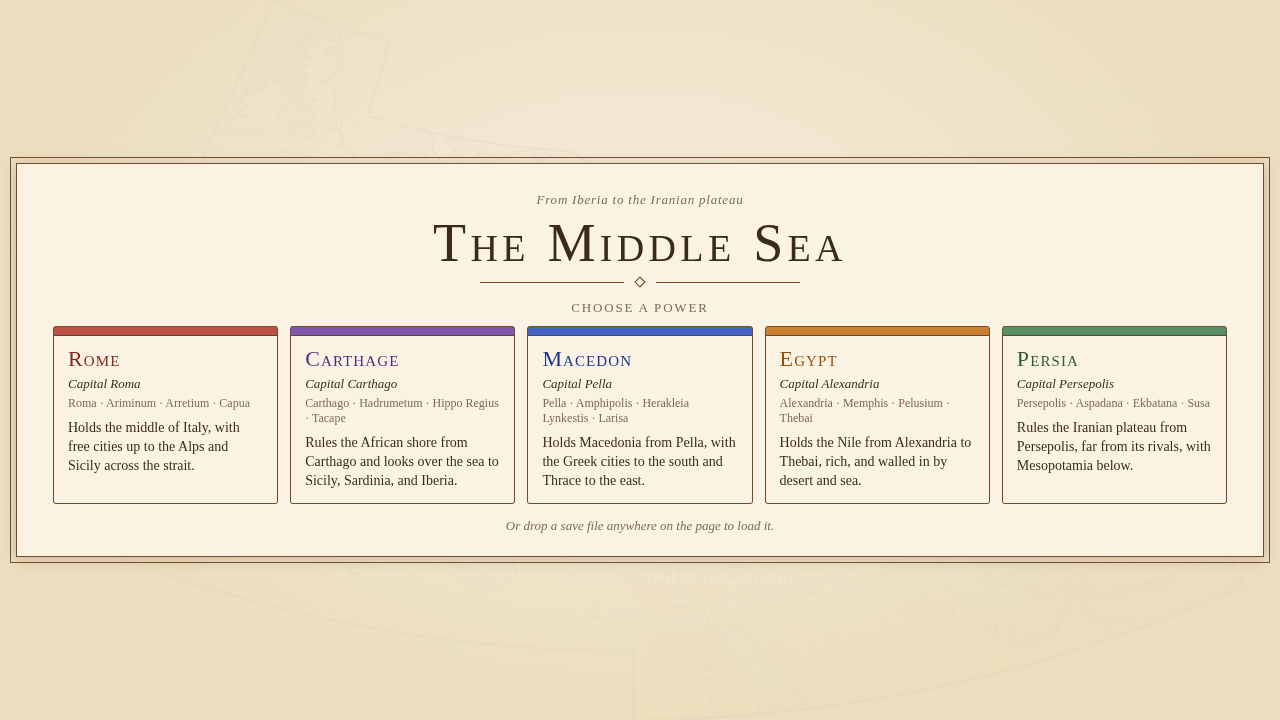 From Iberia to the Iranian plateau
The Middle Sea
CHOOSE A POWER
Rome
Capital Roma
Roma · Ariminum · Arretium · Capua
Holds the middle of Italy, with
free cities up to the Alps and
Sicily across the strait.
Carthage
Capital Carthago
Carthago · Hadrumetum · Hippo Regius
· Tacape
Rules the African shore from
Carthago and looks over the sea to
Sicily, Sardinia, and Iberia.
Macedon
Capital Pella
Pella · Amphipolis · Herakleia
Lynkestis · Larisa
Holds Macedonia from Pella, with
the Greek cities to the south and
Thrace to the east.
Egypt
Capital Alexandria
Alexandria · Memphis · Pelusium ·
Thebai
Holds the Nile from Alexandria to
Thebai, rich, and walled in by
desert and sea.
Persia
Capital Persepolis
Persepolis · Aspadana · Ekbatana · Susa
Rules the Iranian plateau from
Persepolis, far from its rivals, with
Mesopotamia below.
Or drop a save file anywhere on the page to load it.